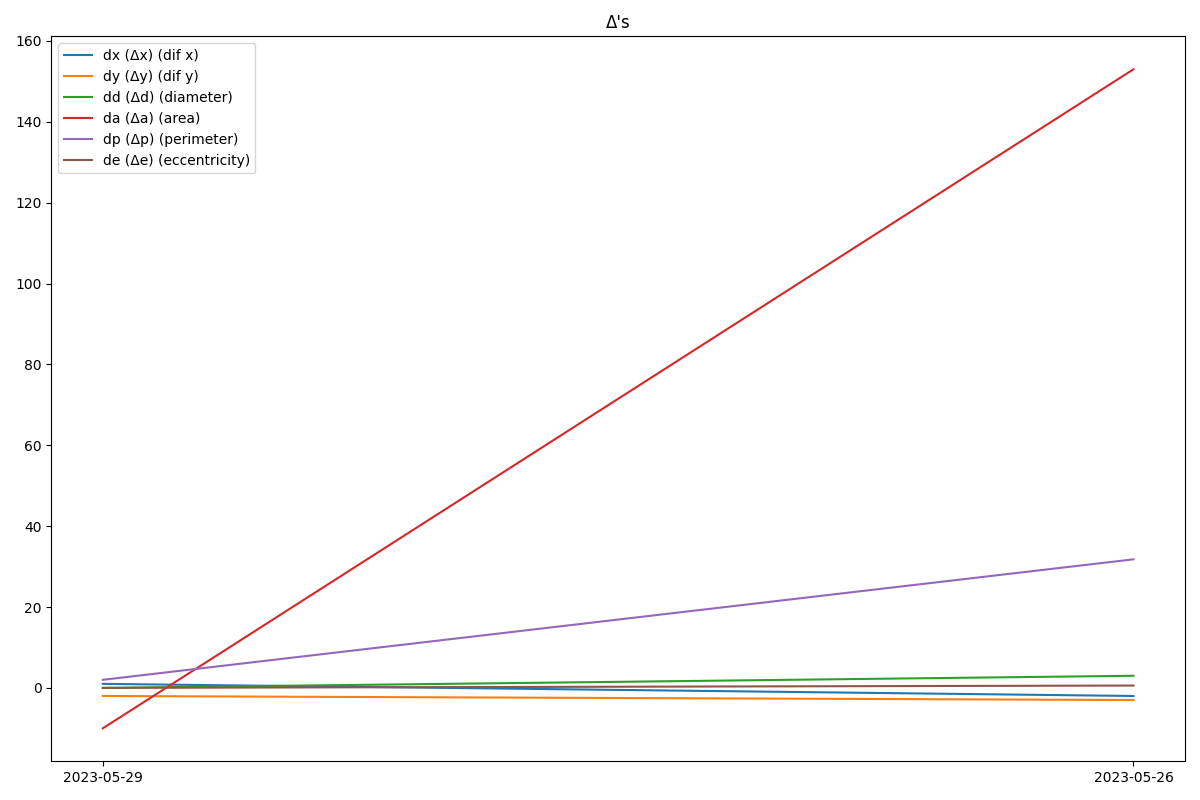 Δ's
160
140
120
100
80
60
40
20
0
dx (Δx) (dif x)
dy (Δy) (dif y)
dd (Δd) (diameter)
da (Δa) (area)
dp (Δp) (perimeter)
de (Δe) (eccentricity)
2023-05-29
2023-05-26